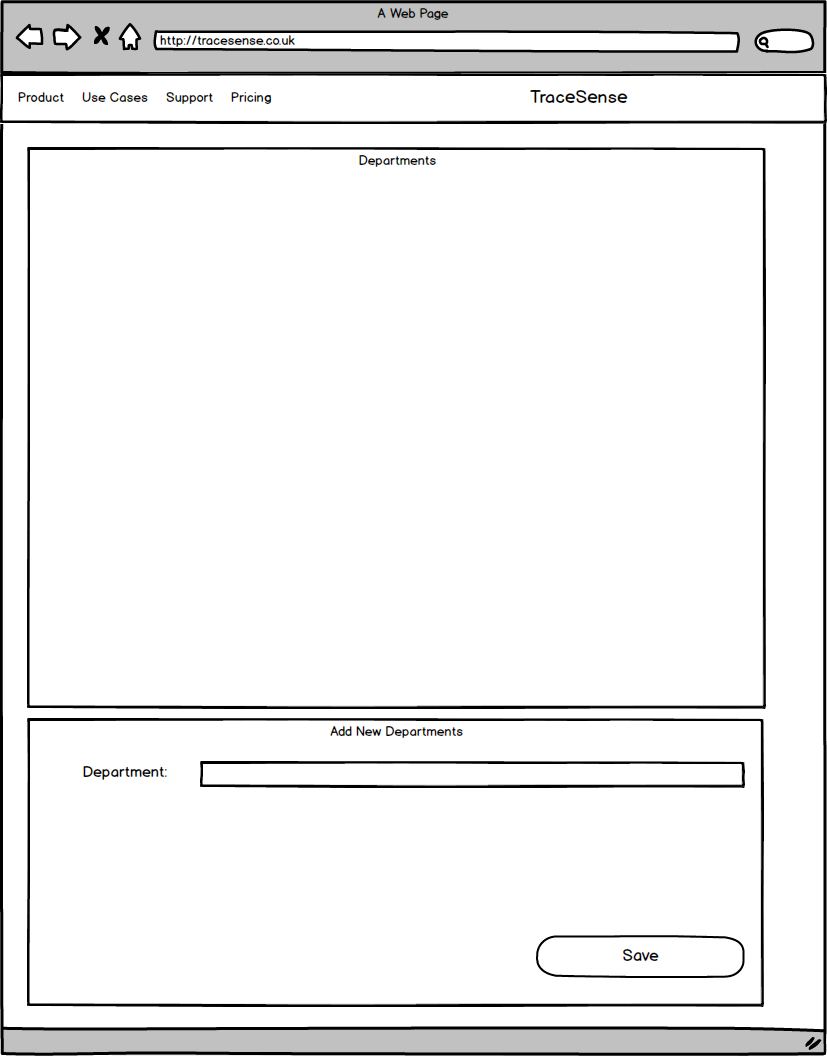 A Web Page
http://tracesense.co.uk
Product Use Cases Support Pricing TraceSense
Departments
Add New Departments
Department:
Save